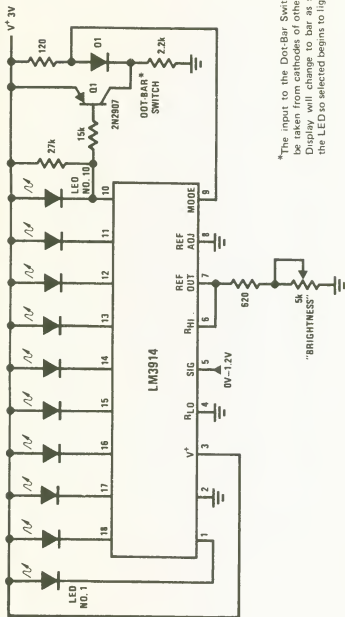 V⁺ 3V
LED
NO. 1
LED
NO. 10
27k
15k
Q1
2N2907
120
D1
DOT-BAR*
SWITCH
2.2k
1 18 17 16 15 14 13 12 11 10
LM3914
V⁺ RLO SIG RHI REF OUT REF ADJ MODE
2 3 4 5 6 7 8 9
0V–1.2V
620
5k
"BRIGHTNESS"
*The input to the Dot-Bar Swit
be taken from cathodes of othe
Display will change to bar as
the LED so selected begins to lig